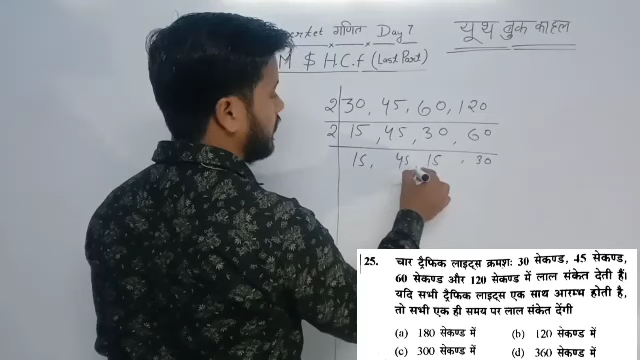 गणित Day 7 यूथ बुक
M $ H.C.f (Last Part)
2 30, 45, 60, 120
2 15, 45, 30, 60
15, 45, 15, 30
25. चार ट्रैफिक लाइट्स क्रमशः 30 सेकण्ड, 45 सेकण्ड,
60 सेकण्ड और 120 सेकण्ड में लाल संकेत देती हैं।
यदि सभी ट्रैफिक लाइट्स एक साथ आरम्भ होती है,
तो सभी एक ही समय पर लाल संकेत देंगी
(a) 180 सेकण्ड में (b) 120 सेकण्ड में
(c) 300 सेकण्ड में (d) 360 सेकण्ड में